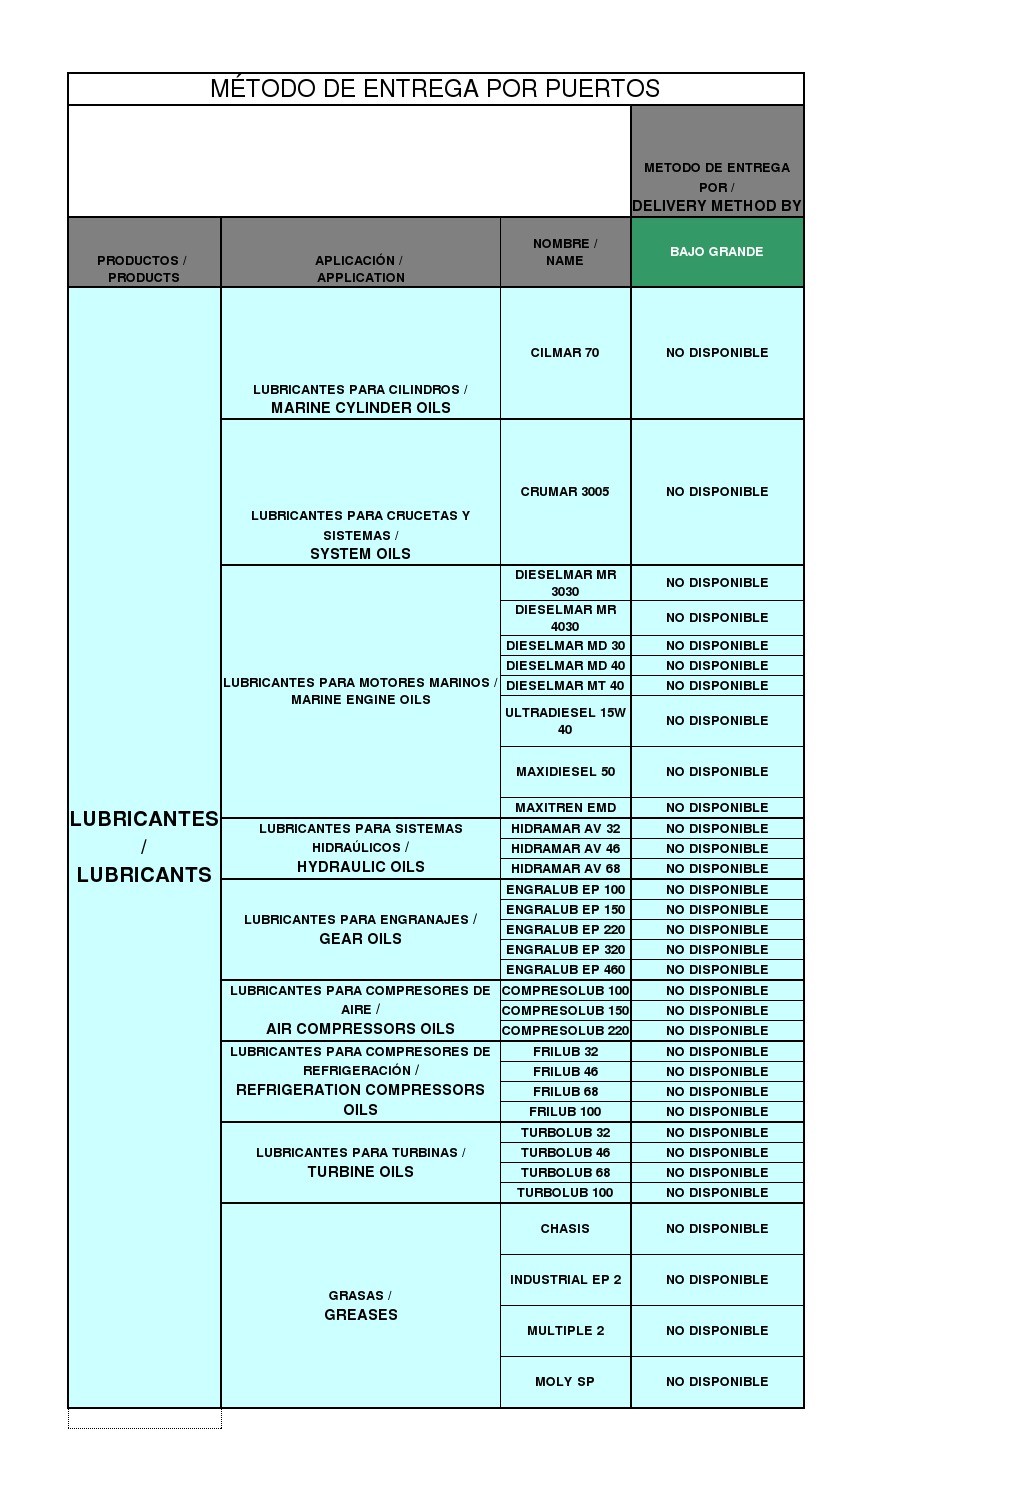 MÉTODO DE ENTREGA POR PUERTOS
METODO DE ENTREGA
POR /
DELIVERY METHOD BY
PRODUCTOS /
PRODUCTS
APLICACIÓN /
APPLICATION
NOMBRE /
NAME
BAJO GRANDE
LUBRICANTES
/
LUBRICANTS
LUBRICANTES PARA CILINDROS /
MARINE CYLINDER OILS
CILMAR 70
NO DISPONIBLE
LUBRICANTES PARA CRUCETAS Y
SISTEMAS /
SYSTEM OILS
CRUMAR 3005
NO DISPONIBLE
LUBRICANTES PARA MOTORES MARINOS /
MARINE ENGINE OILS
DIESELMAR MR
3030
NO DISPONIBLE
DIESELMAR MR
4030
NO DISPONIBLE
DIESELMAR MD 30
NO DISPONIBLE
DIESELMAR MD 40
NO DISPONIBLE
DIESELMAR MT 40
NO DISPONIBLE
ULTRADIESEL 15W
40
NO DISPONIBLE
MAXIDIESEL 50
NO DISPONIBLE
MAXITREN EMD
NO DISPONIBLE
LUBRICANTES PARA SISTEMAS
HIDRAÚLICOS /
HYDRAULIC OILS
HIDRAMAR AV 32
NO DISPONIBLE
HIDRAMAR AV 46
NO DISPONIBLE
HIDRAMAR AV 68
NO DISPONIBLE
LUBRICANTES PARA ENGRANAJES /
GEAR OILS
ENGRALUB EP 100
NO DISPONIBLE
ENGRALUB EP 150
NO DISPONIBLE
ENGRALUB EP 220
NO DISPONIBLE
ENGRALUB EP 320
NO DISPONIBLE
ENGRALUB EP 460
NO DISPONIBLE
LUBRICANTES PARA COMPRESORES DE
AIRE /
AIR COMPRESSORS OILS
COMPRESOLUB 100
NO DISPONIBLE
COMPRESOLUB 150
NO DISPONIBLE
COMPRESOLUB 220
NO DISPONIBLE
LUBRICANTES PARA COMPRESORES DE
REFRIGERACIÓN /
REFRIGERATION COMPRESSORS
OILS
FRILUB 32
NO DISPONIBLE
FRILUB 46
NO DISPONIBLE
FRILUB 68
NO DISPONIBLE
FRILUB 100
NO DISPONIBLE
LUBRICANTES PARA TURBINAS /
TURBINE OILS
TURBOLUB 32
NO DISPONIBLE
TURBOLUB 46
NO DISPONIBLE
TURBOLUB 68
NO DISPONIBLE
TURBOLUB 100
NO DISPONIBLE
GRASAS /
GREASES
CHASIS
NO DISPONIBLE
INDUSTRIAL EP 2
NO DISPONIBLE
MULTIPLE 2
NO DISPONIBLE
MOLY SP
NO DISPONIBLE